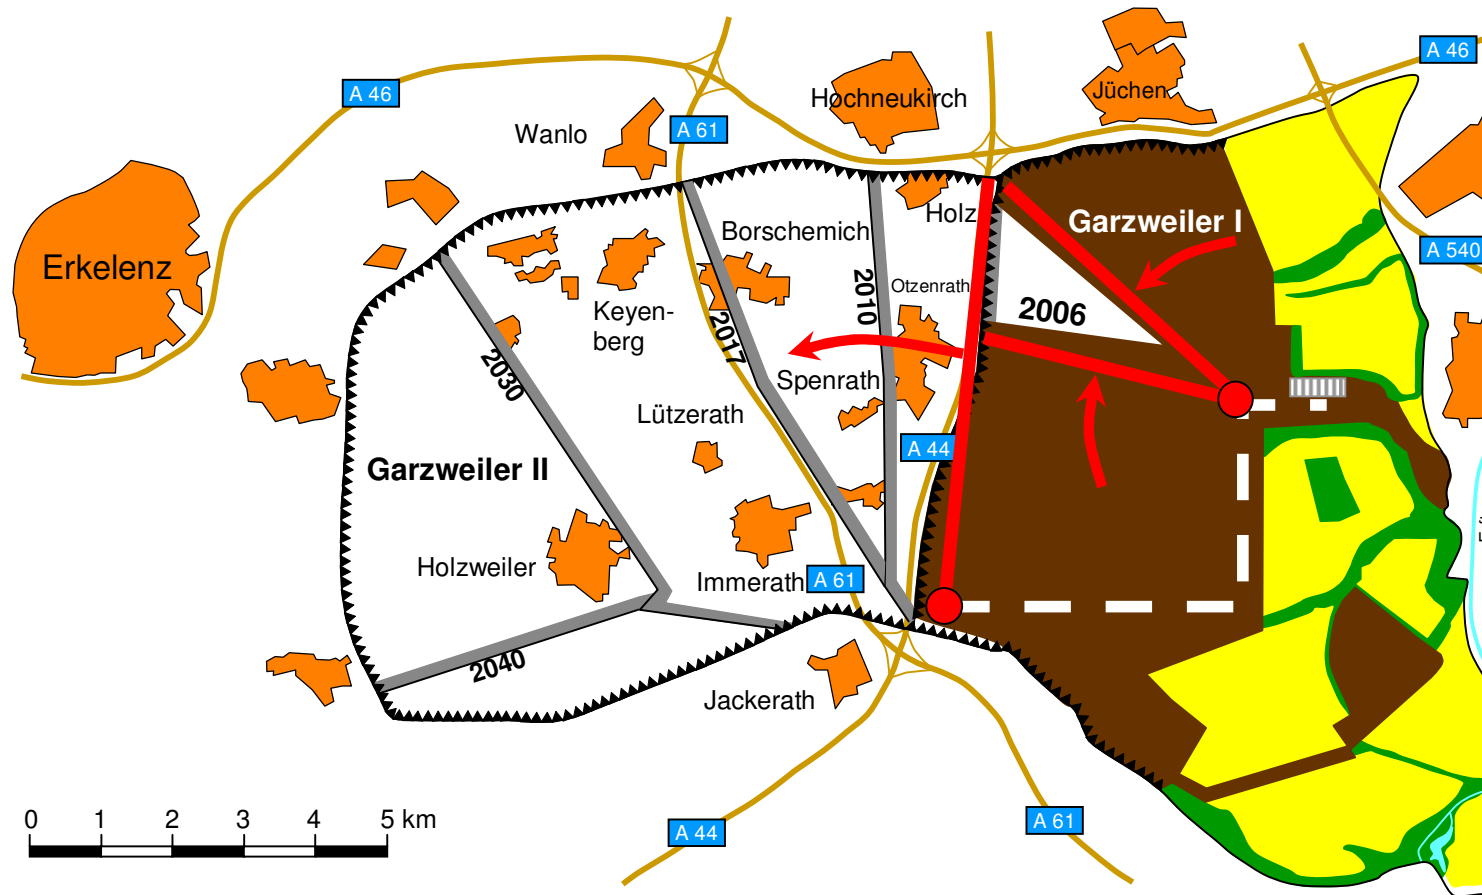 A 46
A 46
Jüchen
Hochneukirch
Wanlo
A 61
Holz
Garzweiler I
Borschemich
A 540
Erkelenz
Otzenrath
2010
2006
Keyen-
berg
2017
2030
Spenrath
Lützerath
A 44
Garzweiler II
Holzweiler
Immerath
A 61
2040
Jackerath
0 1 2 3 4 5 km
A 44
A 61